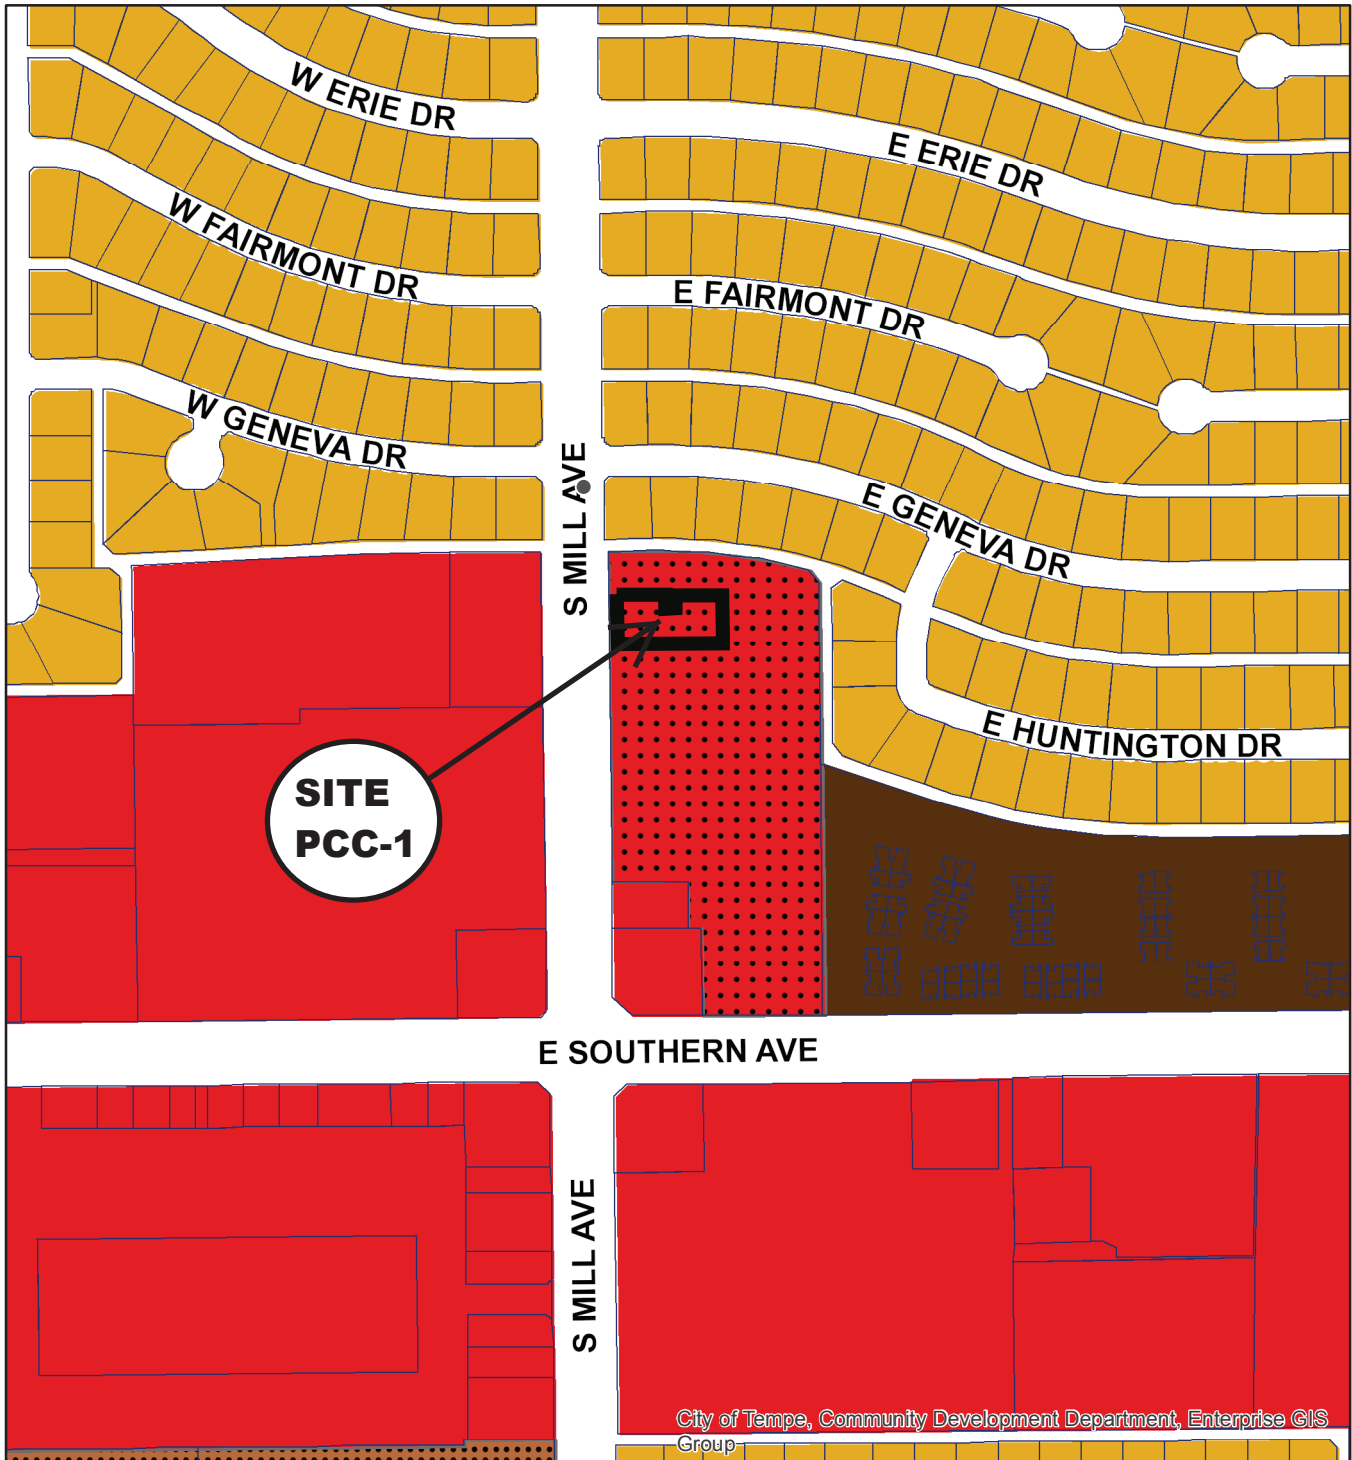 W ERIE DR
E ERIE DR
W FAIRMONT DR
E FAIRMONT DR
W GENEVA DR
S MILL AVE
E GENEVA DR
E HUNTINGTON DR
SITE
PCC-1
E SOUTHERN AVE
S MILL AVE
City of Tempe, Community Development Department, Enterprise GIS
Group